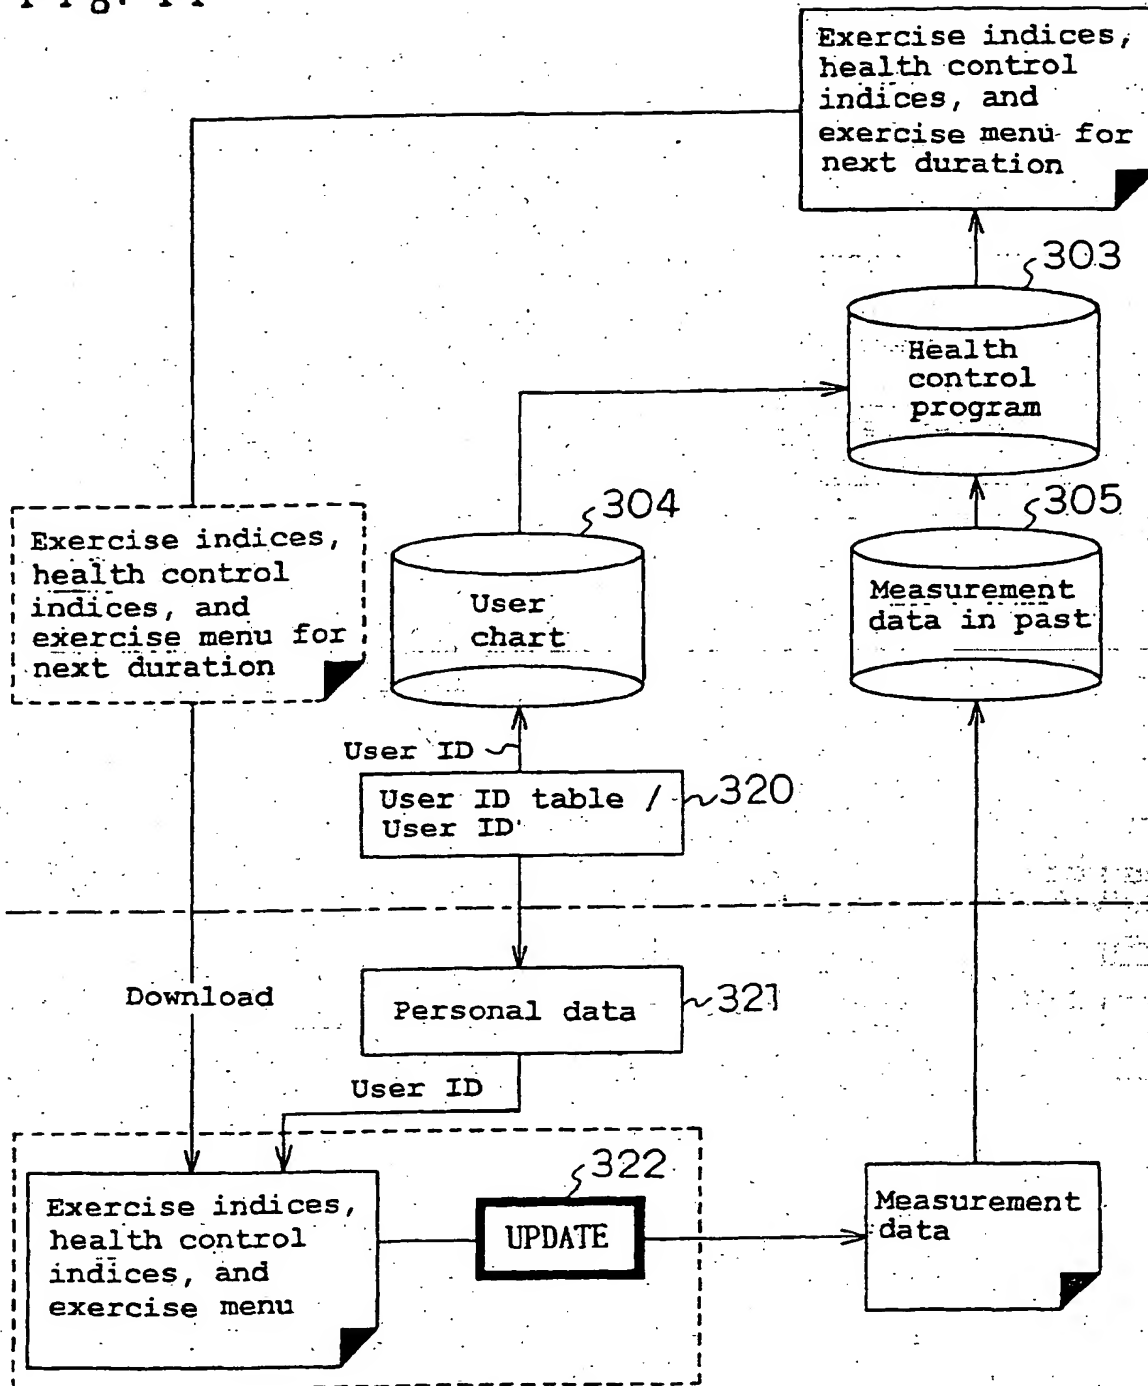 Exercise indices,
health control
indices, and
exercise menu for
next duration
303
Health
control
program
304
305
Exercise indices,
health control
indices, and
exercise menu for
next duration
User
chart
Measurement
data in past
User ID
User ID table /
User ID
320
Download
Personal data
321
User ID
322
Exercise indices,
health control
indices, and
exercise menu
UPDATE
Measurement
data